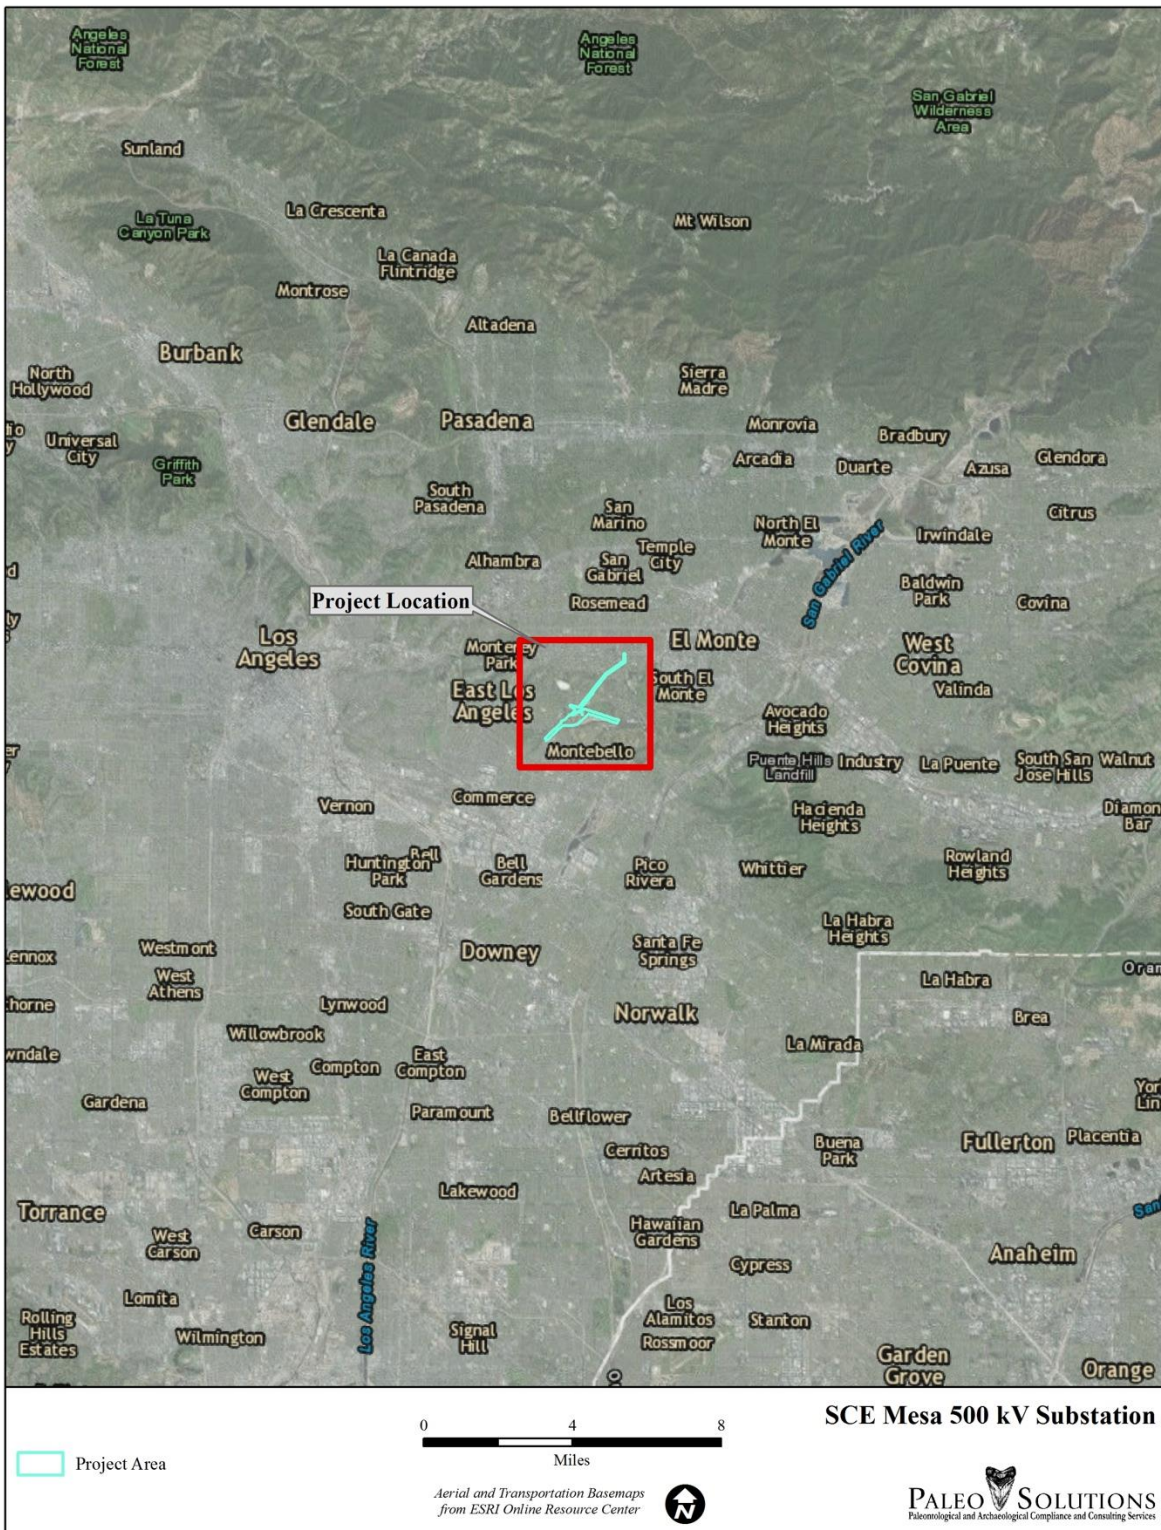 Angeles
National
Forest
Angeles
National
Forest
San Gabriel
Wilderness
Area
Sunland
La Tuna
Canyon Park
La Crescenta
Mt Wilson
La Canada
Flintridge
Montrose
Altadena
Burbank
North
Hollywood
Sierra
Madre
Glendale
Pasadena
Monrovia
Bradbury
Universal
City
Griffith
Park
Arcadia
Duarte
Azusa
Glendora
South
Pasadena
San
Marino
North El
Monte
Citrus
Irwindale
San Gabriel River
Alhambra
San
Gabriel
Temple
City
Baldwin
Park
Covina
Rosemead
Project Location
Los
Angeles
Monterey
Park
El Monte
West
Covina
East Los
Angeles
South El
Monte
Valinda
Avocado
Heights
Montebello
Puente Hills
Landfill
Industry
La Puente
South San
Jose Hills
Walnut
Vernon
Commerce
Hacienda
Heights
Diamon
Bar
Bell
Huntington
Park
Bell
Gardens
Pico
Rivera
Whittier
Rowland
Heights
lewood
South Gate
La Habra
Heights
Westmont
Downey
Santa Fe
Springs
Lennox
West
Athens
La Habra
Oran
thorne
Lynwood
Norwalk
Brea
Willowbrook
La Mirada
wndale
West
Compton
Compton
East
Compton
Yor
Lin
Gardena
Paramount
Bellflower
Buena
Park
Fullerton
Placentia
Cerritos
Artesia
Lakewood
Torrance
La Palma
West
Carson
Carson
Hawaiian
Gardens
Anaheim
San
Cypress
Los Angeles River
Lomita
Los
Alamitos
Stanton
Rolling
Hills
Estates
Wilmington
Signal
Hill
Rossmoor
Garden
Grove
Orange
SCE Mesa 500 kV Substation
0 4 8
Miles
Project Area
Aerial and Transportation Basemaps
from ESRI Online Resource Center
N
PALEO SOLUTIONS
Paleontological and Archaeological Compliance and Consulting Services